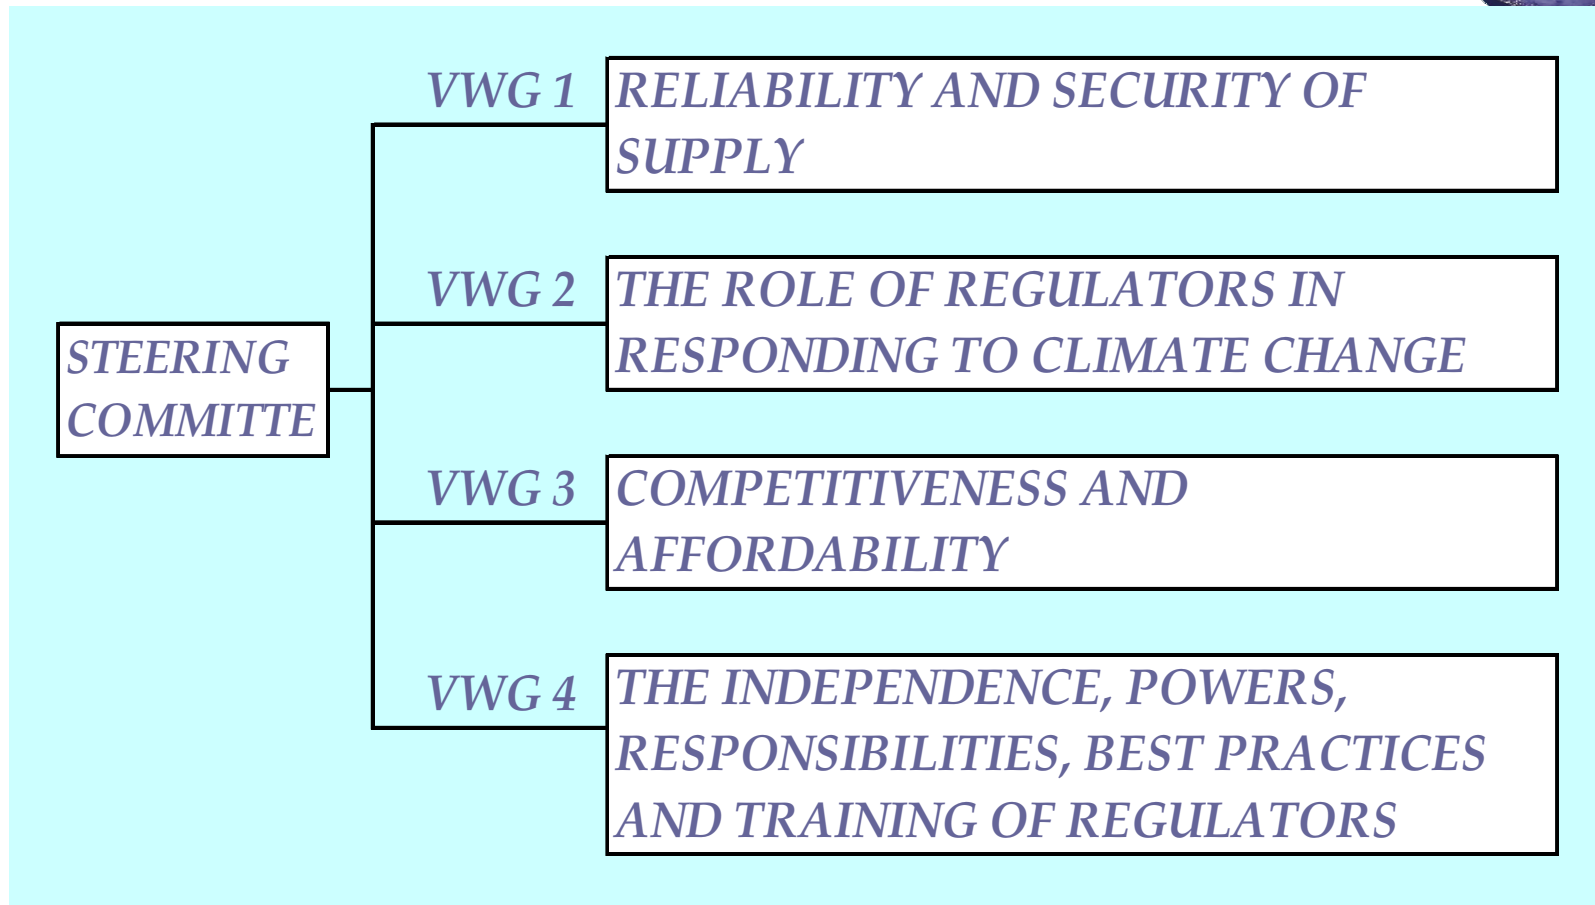 VWG 1
RELIABILITY AND SECURITY OF
SUPPLY
VWG 2
THE ROLE OF REGULATORS IN
RESPONDING TO CLIMATE CHANGE
STEERING
COMMITTE
VWG 3
COMPETITIVENESS AND
AFFORDABILITY
VWG 4
THE INDEPENDENCE, POWERS,
RESPONSIBILITIES, BEST PRACTICES
AND TRAINING OF REGULATORS